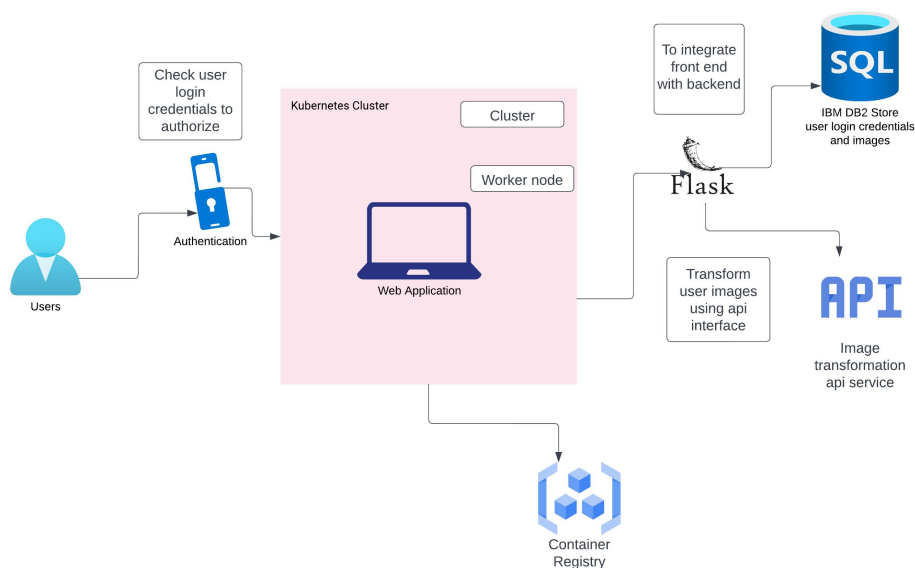 Check user
login
credentials to
authorize
Authentication
Users
Kubernetes Cluster
Cluster
Worker node
Web Application
To integrate
front end
with backend
Flask
SQL
IBM DB2 Store
user login credentials
and images
Transform
user images
using api
interface
API
Image
transformation
api service
Container
Registry